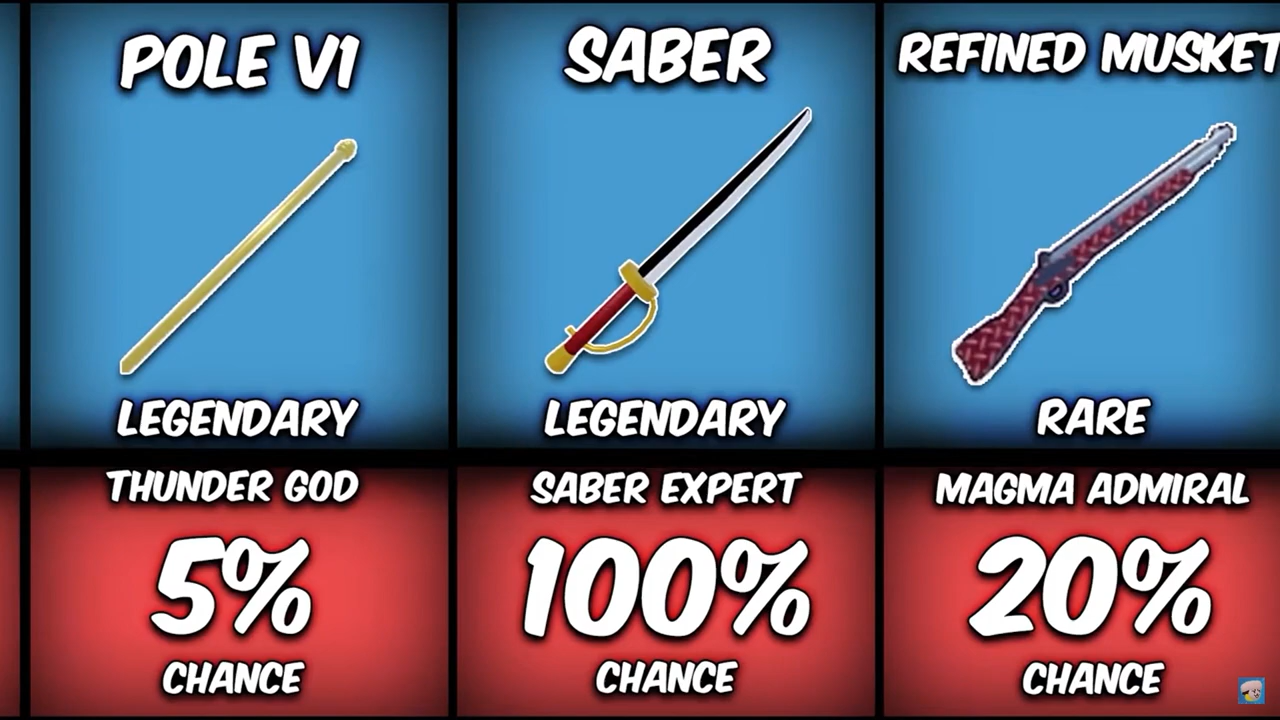 POLE V1
LEGENDARY
THUNDER GOD
5%
CHANCE
SABER
LEGENDARY
SABER EXPERT
100%
CHANCE
REFINED MUSKET
RARE
MAGMA ADMIRAL
20%
CHANCE